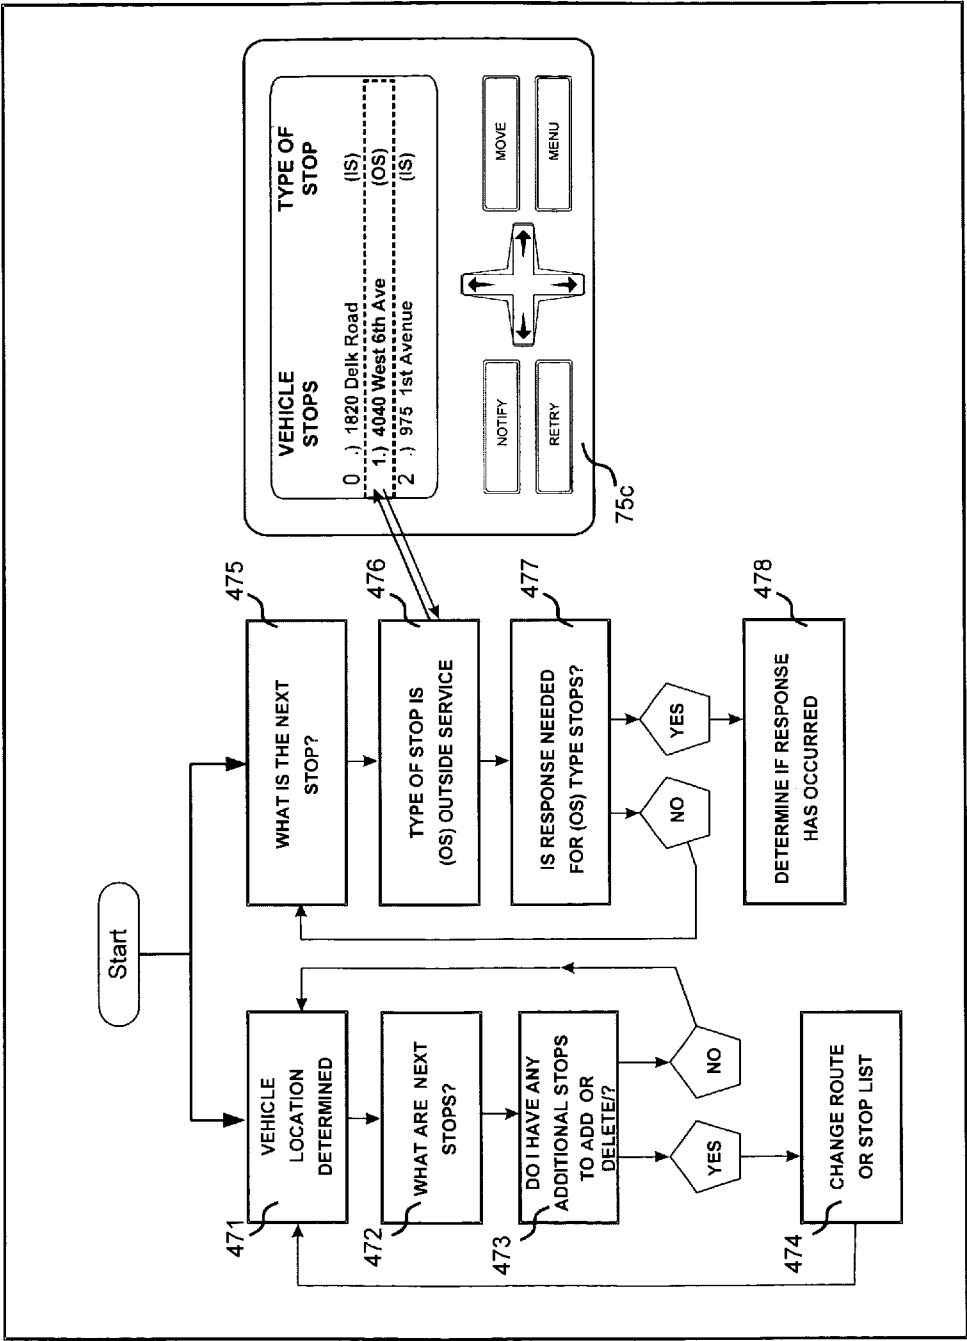 Start
471
VEHICLE
LOCATION
DETERMINED
472
WHAT ARE NEXT
STOPS?
473
DO I HAVE ANY
ADDITIONAL STOPS
TO ADD OR
DELETE/?
YES
NO
474
CHANGE ROUTE
OR STOP LIST
475
WHAT IS THE NEXT
STOP?
476
TYPE OF STOP IS
(OS) OUTSIDE SERVICE
477
IS RESPONSE NEEDED
FOR (OS) TYPE STOPS?
NO
YES
478
DETERMINE IF RESPONSE
HAS OCCURRED
VEHICLE
STOPS
TYPE OF
STOP
0 .) 1820 Delk Road (IS)
1.) 4040 West 6th Ave (OS)
2 .) 975 1st Avenue (IS)
NOTIFY
RETRY
MOVE
MENU
75c